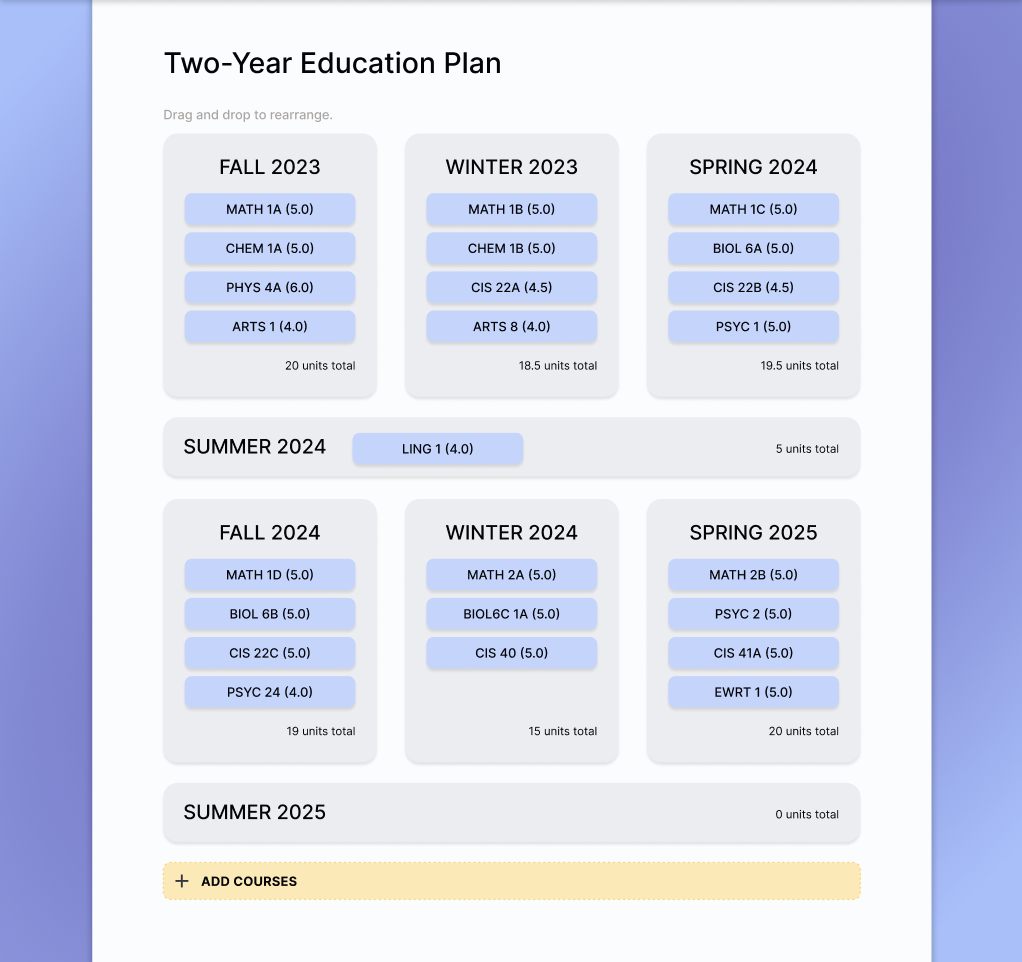 Two-Year Education Plan
Drag and drop to rearrange.
FALL 2023
MATH 1A (5.0)
CHEM 1A (5.0)
PHYS 4A (6.0)
ARTS 1 (4.0)
20 units total
WINTER 2023
MATH 1B (5.0)
CHEM 1B (5.0)
CIS 22A (4.5)
ARTS 8 (4.0)
18.5 units total
SPRING 2024
MATH 1C (5.0)
BIOL 6A (5.0)
CIS 22B (4.5)
PSYC 1 (5.0)
19.5 units total
SUMMER 2024
LING 1 (4.0)
5 units total
FALL 2024
MATH 1D (5.0)
BIOL 6B (5.0)
CIS 22C (5.0)
PSYC 24 (4.0)
19 units total
WINTER 2024
MATH 2A (5.0)
BIOL6C 1A (5.0)
CIS 40 (5.0)
15 units total
SPRING 2025
MATH 2B (5.0)
PSYC 2 (5.0)
CIS 41A (5.0)
EWRT 1 (5.0)
20 units total
SUMMER 2025
0 units total
+ ADD COURSES